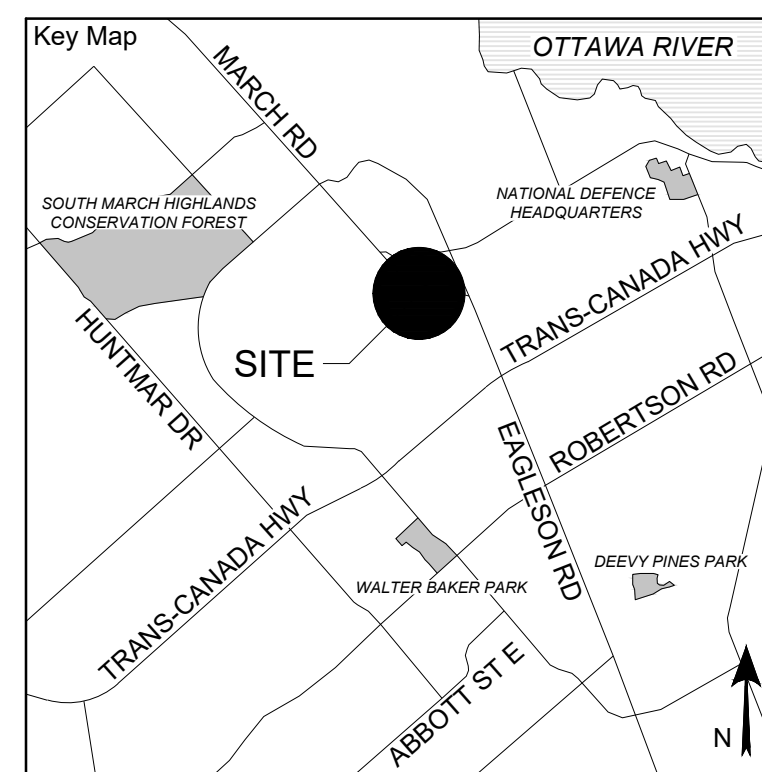 Key Map
OTTAWA RIVER
MARCH RD
SOUTH MARCH HIGHLANDS
CONSERVATION FOREST
NATIONAL DEFENCE
HEADQUARTERS
TRANS-CANADA HWY
HUNTMAR DR
SITE
ROBERTSON RD
EAGLESON RD
TRANS-CANADA HWY
DEEVY PINES PARK
WALTER BAKER PARK
ABBOTT ST E
N